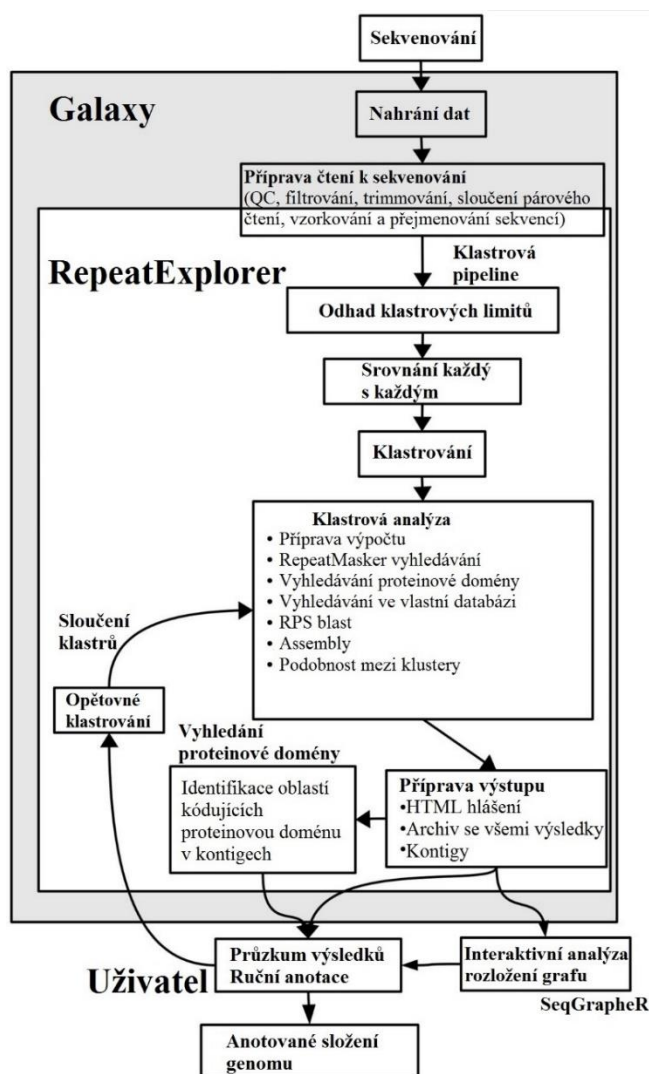 Sekvenování
Galaxy
Nahrání dat
Příprava čtení k sekvenování
(QC, filtrování, trimmování, sloučení párového
čtení, vzorkování a přejmenování sekvencí)
RepeatExplorer
Klastrová
pipeline
Odhad klastrových limitů
Srovnání každý
s každým
Klastrování
Klastrová analýza
• Příprava výpočtu
• RepeatMasker vyhledávání
• Vyhledávání proteinové domény
• Vyhledávání ve vlastní databázi
• RPS blast
• Assembly
• Podobnost mezi klustery
Sloučení
klastrů
Opětovné
klastrování
Vyhledání
proteinové domény
Identifikace oblastí
kódujících
proteinovou doménu
v kontigech
Příprava výstupu
•HTML hlášení
•Archiv se všemi výsledky
•Kontigy
Uživatel
Průzkum výsledků
Ruční anotace
Interaktivní analýza
rozložení grafu
SeqGrapheR
Anotované složení
genomu